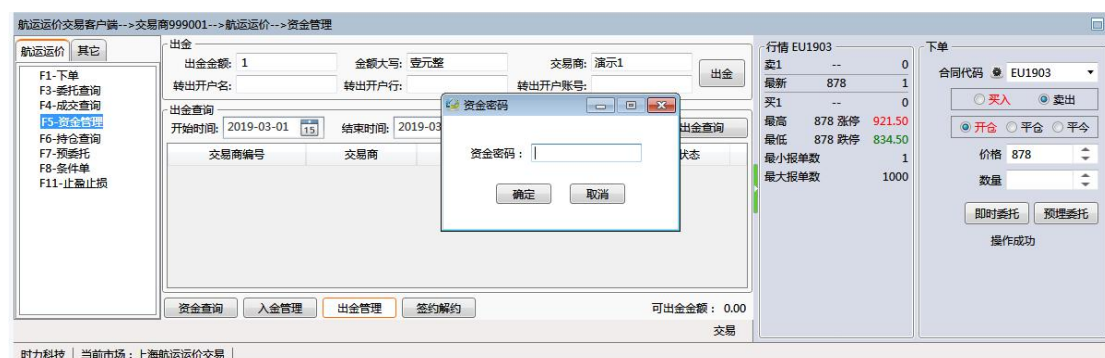 航运运价交易客户端-->交易商999001-->航运运价-->资金管理
航运运价 其它
F1-下单
F3-委托查询
F4-成交查询
F5-资金管理
F6-持仓查询
F7-预委托
F8-条件单
F11-止盈止损
出金
出金金额: 1 金额大写: 壹元整 交易商: 演示1
转出开户名: 转出开户行: 转出开户账号: 出金
出金查询
开始时间: 2019-03-01 15 结束时间: 2019-03 出金查询
交易商编号 交易商 状态
资金密码
资金密码：
确定 取消
资金查询 入金管理 出金管理 签约解约 可出金金额： 0.00
交易
行情 EU1903
卖1 -- 0
最新 878 1
买1 -- 0
最高 878 涨停 921.50
最低 878 跌停 834.50
最小报单数 1
最大报单数 1000
下单
合同代码 EU1903
买入 卖出
开仓 平仓 平今
价格 878
数量
即时委托 预埋委托
操作成功
时力科技 当前市场：上海航运运价交易